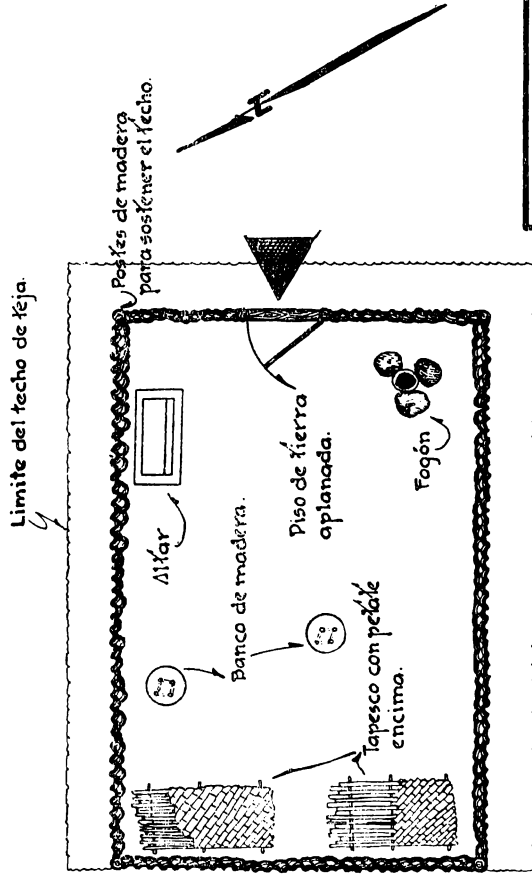 Limite del techo de teja.
Postes de madera
para sostener el techo.
Altar
Banco de madera.
Piso de tierra
aplanada.
Fogón
Tapesco con petate
encima.